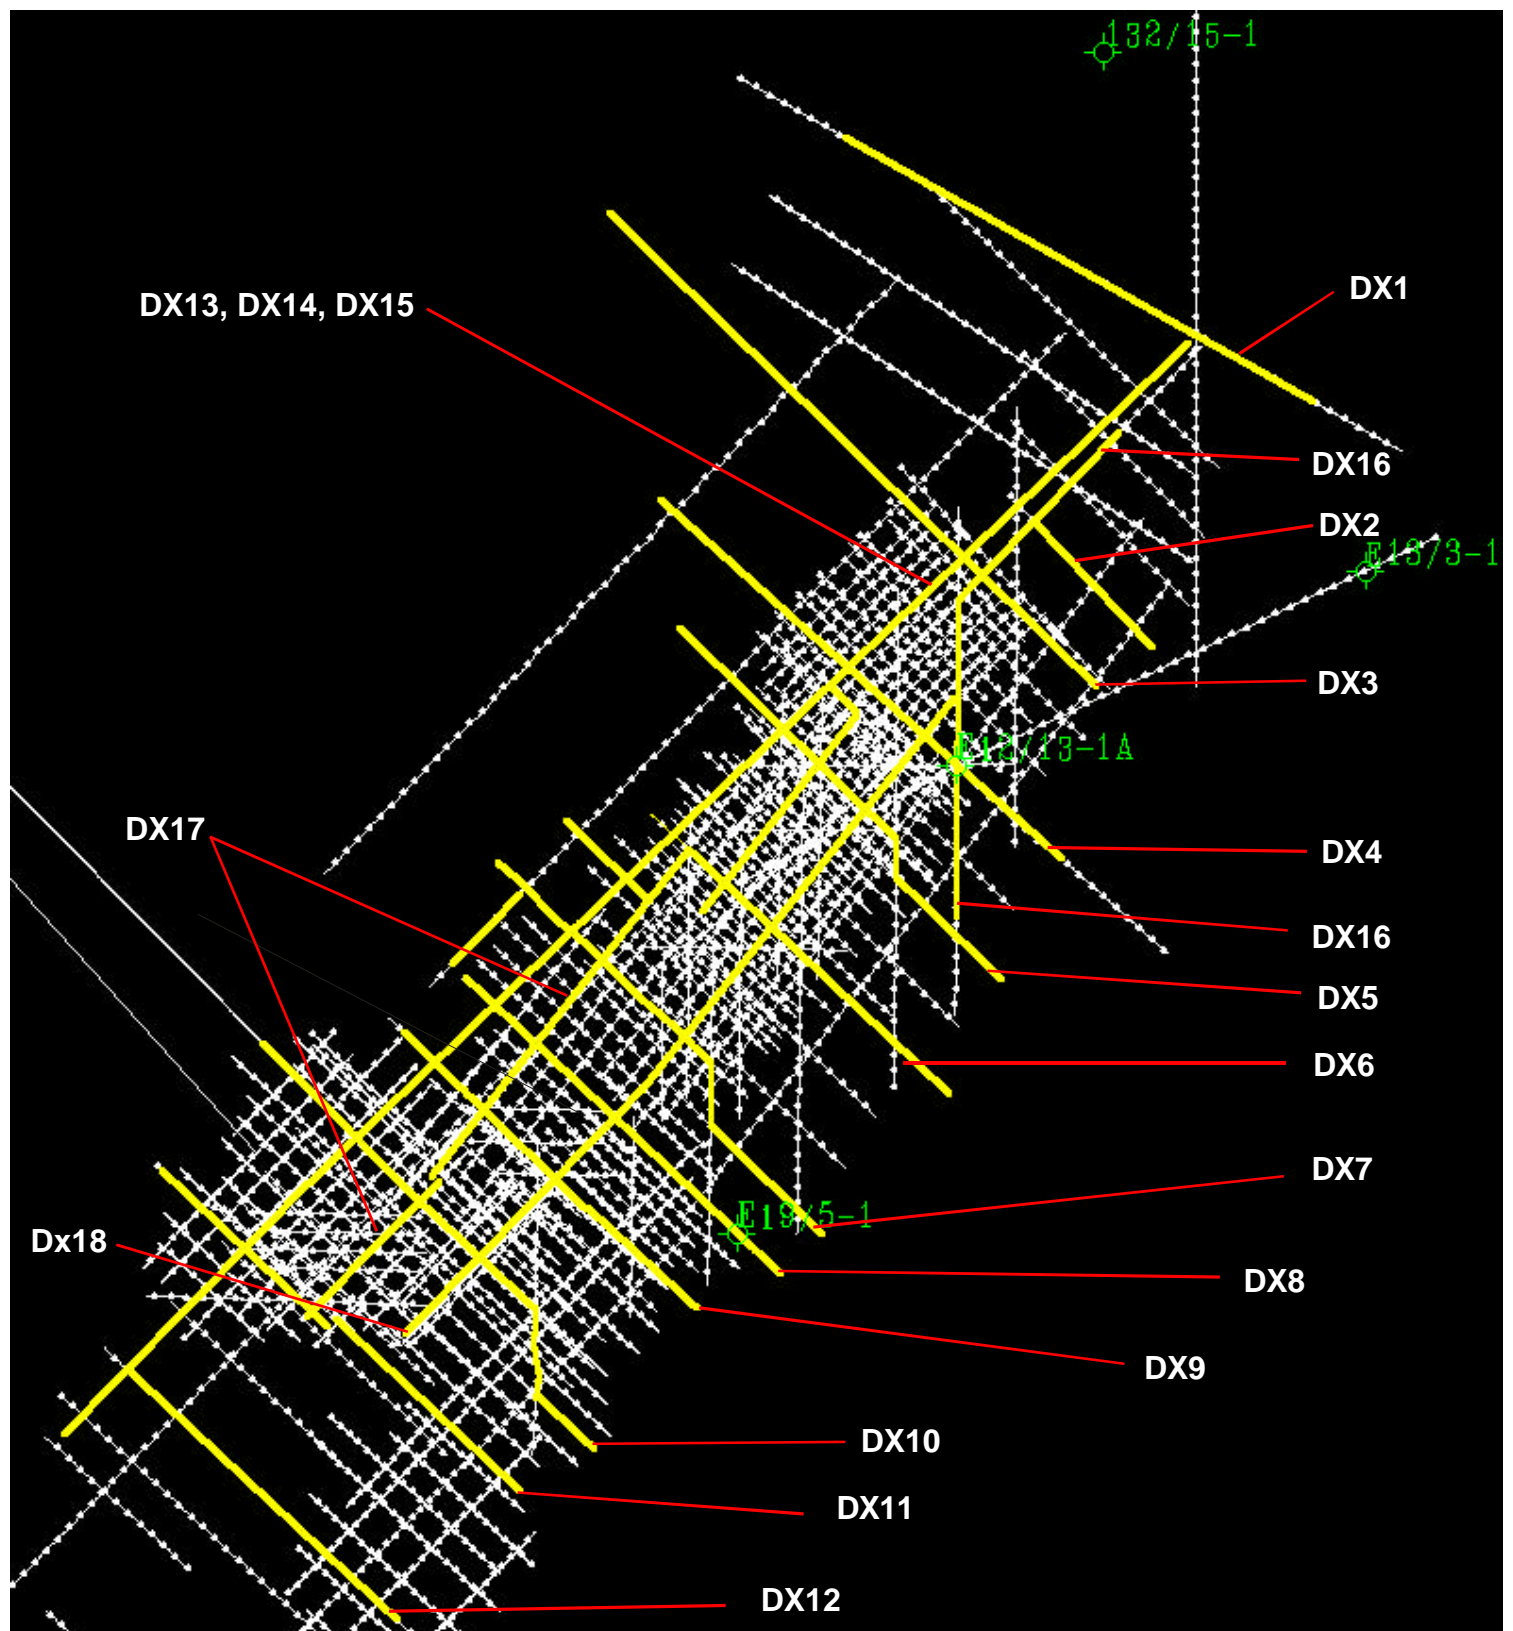 132/15-1
DX1
DX13, DX14, DX15
DX16
DX2
E13/3-1
DX3
E12/13-1A
DX17
DX4
DX16
DX5
DX6
DX7
E19/5-1
Dx18
DX8
DX9
DX10
DX11
DX12